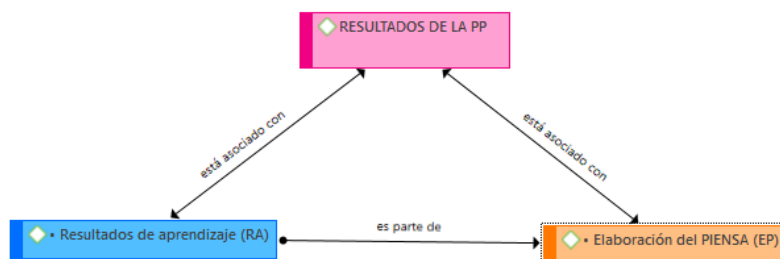 RESULTADOS DE LA PP
está asociado con
está asociado con
es parte de
• Resultados de aprendizaje (RA)
• Elaboración del PIENSA (EP)